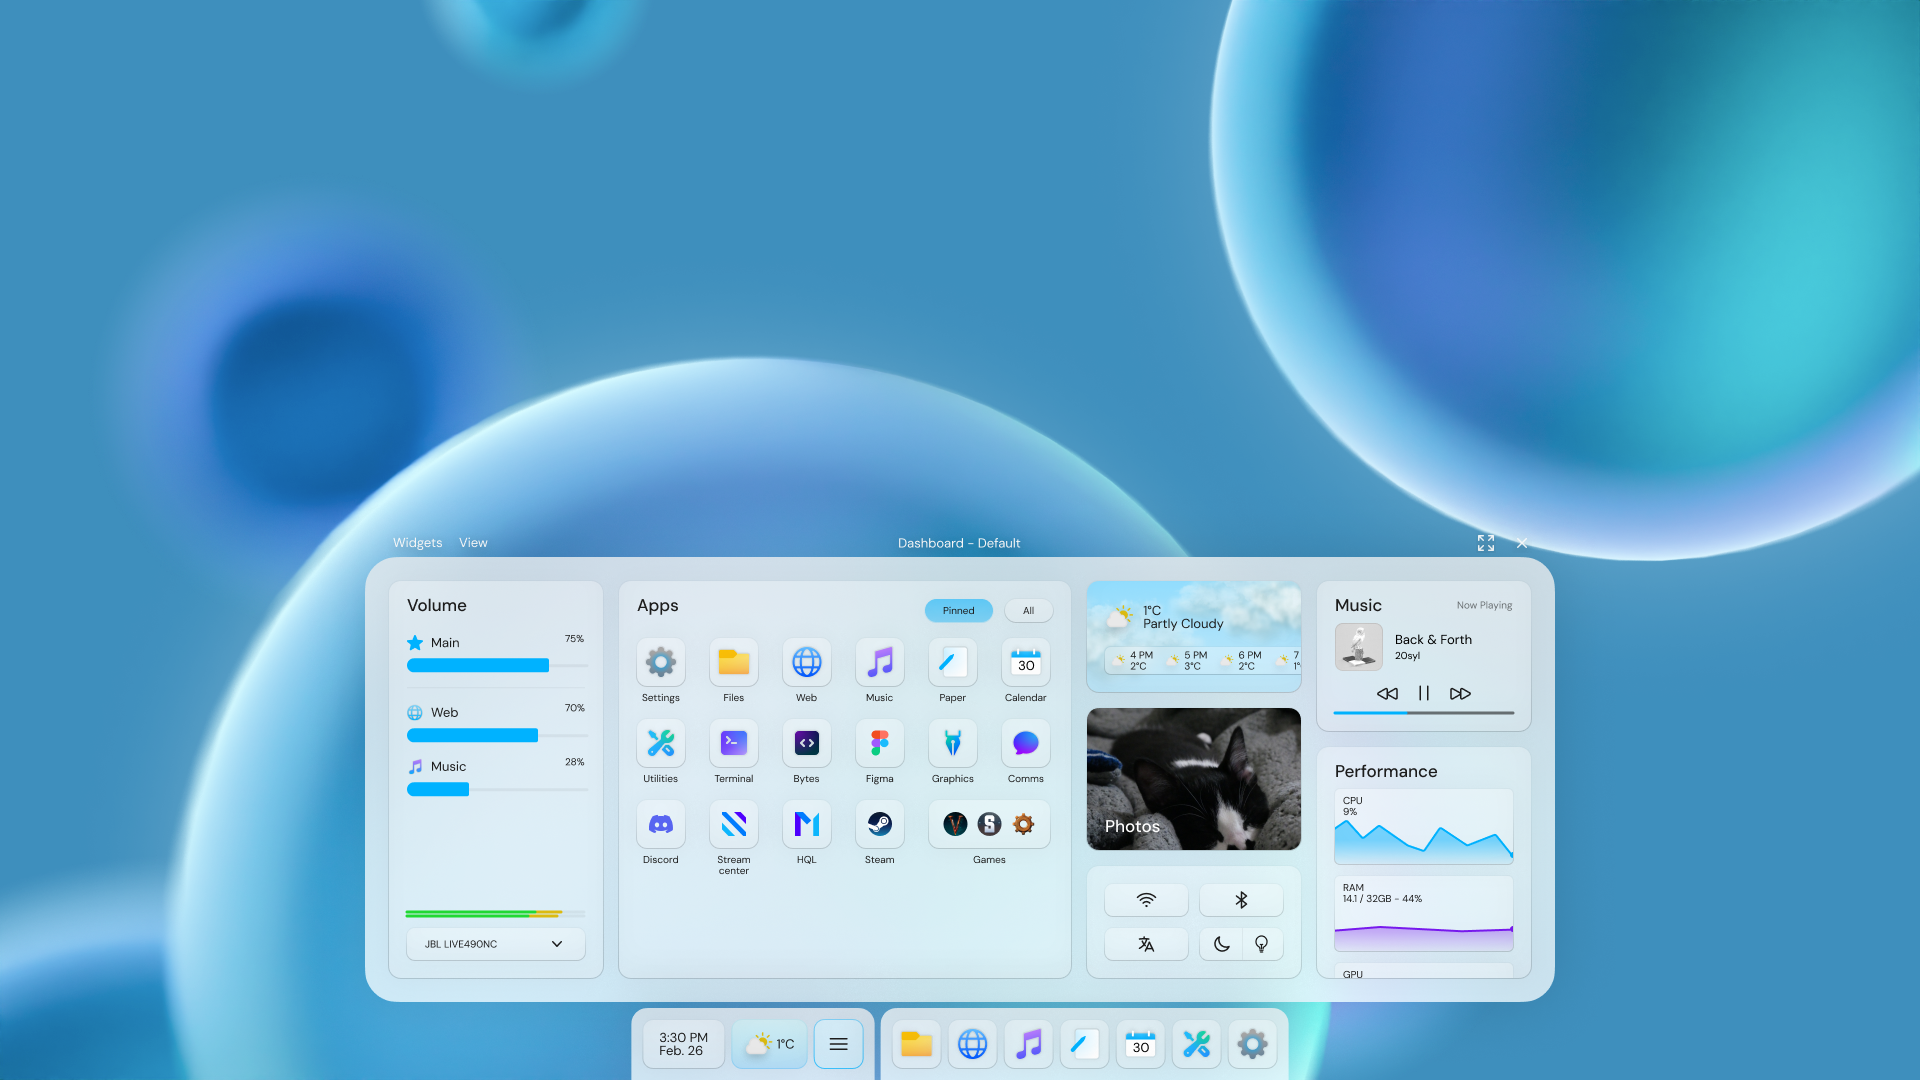 Widgets View
Dashboard - Default
Volume
Main
75%
Web
70%
Music
28%
JBL LIVE490NC
Apps
Pinned
All
Settings
Files
Web
Music
Paper
30
Calendar
Utilities
Terminal
Bytes
Figma
Graphics
Comms
Discord
Stream
center
HQL
Steam
Games
1°C
Partly Cloudy
4 PM
2°C
5 PM
3°C
6 PM
2°C
7
1°
Photos
Music
Now Playing
Back & Forth
20syl
Performance
CPU
9%
RAM
14.1 / 32GB - 44%
GPU
3:30 PM
Feb. 26
1°C
30